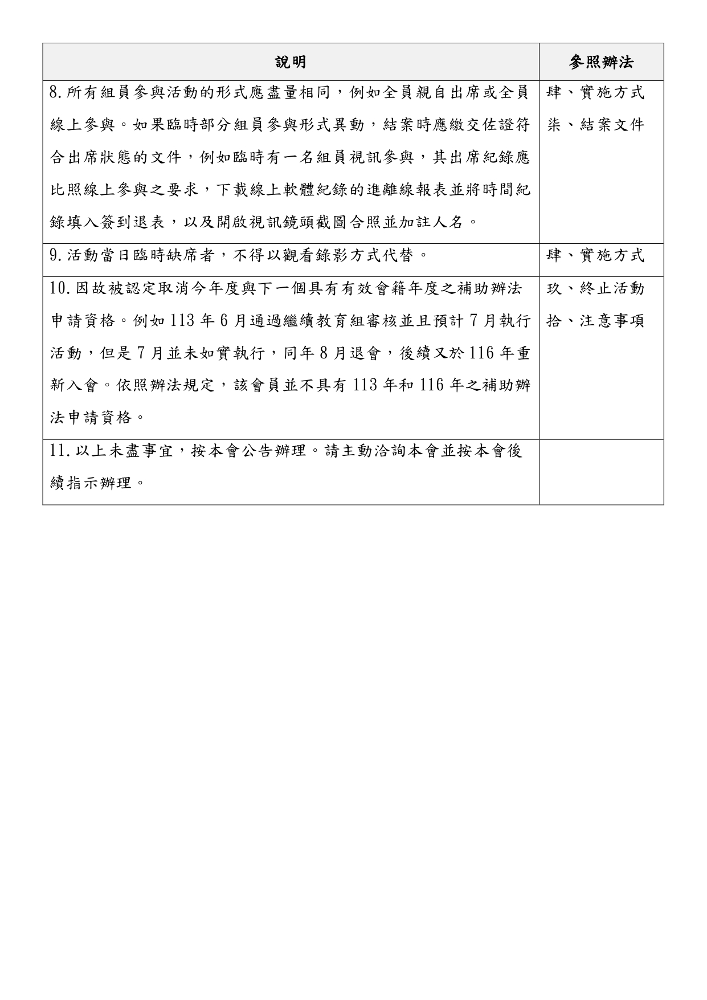 說明
參照辦法
8.所有組員參與活動的形式應盡量相同，例如全員親自出席或全員
線上參與。如果臨時部分組員參與形式異動，結案時應繳交佐證符
合出席狀態的文件，例如臨時有一名組員視訊參與，其出席紀錄應
比照線上參與之要求，下載線上軟體紀錄的進離線報表並將時間紀
錄填入簽到退表，以及開啟視訊鏡頭截圖合照並加註人名。
肆、實施方式
柒、結案文件
9.活動當日臨時缺席者，不得以觀看錄影方式代替。
肆、實施方式
10.因故被認定取消今年度與下一個具有有效會籍年度之補助辦法
申請資格。例如 113 年 6 月通過繼續教育組審核並且預計 7 月執行
活動，但是 7 月並未如實執行，同年 8 月退會，後續又於 116 年重
新入會。依照辦法規定，該會員並不具有 113 年和 116 年之補助辦
法申請資格。
玖、終止活動
拾、注意事項
11.以上未盡事宜，按本會公告辦理。請主動洽詢本會並按本會後
續指示辦理。